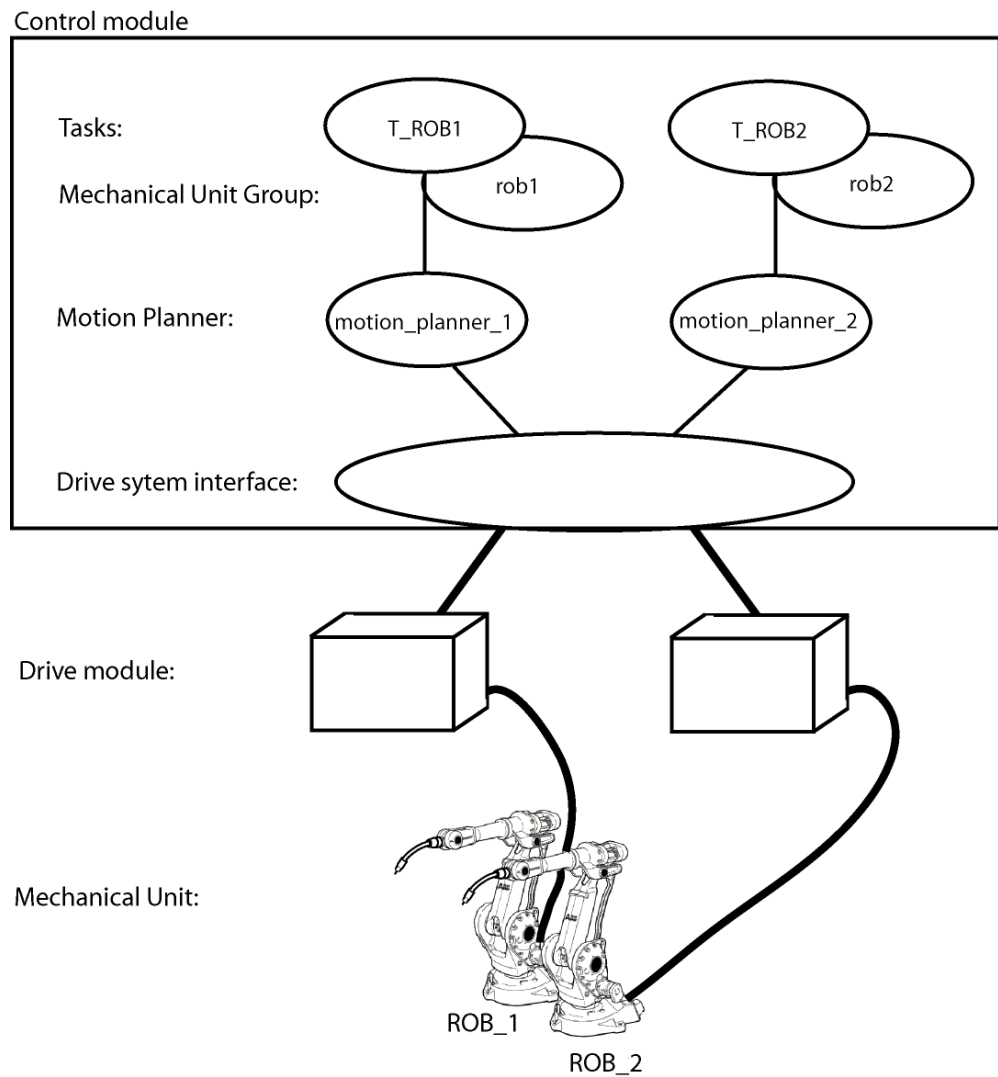 Control module
Tasks:
T_ROB1
T_ROB2
Mechanical Unit Group:
rob1
rob2
Motion Planner:
motion_planner_1
motion_planner_2
Drive sytem interface:
Drive module:
Mechanical Unit:
ROB_1
ROB_2